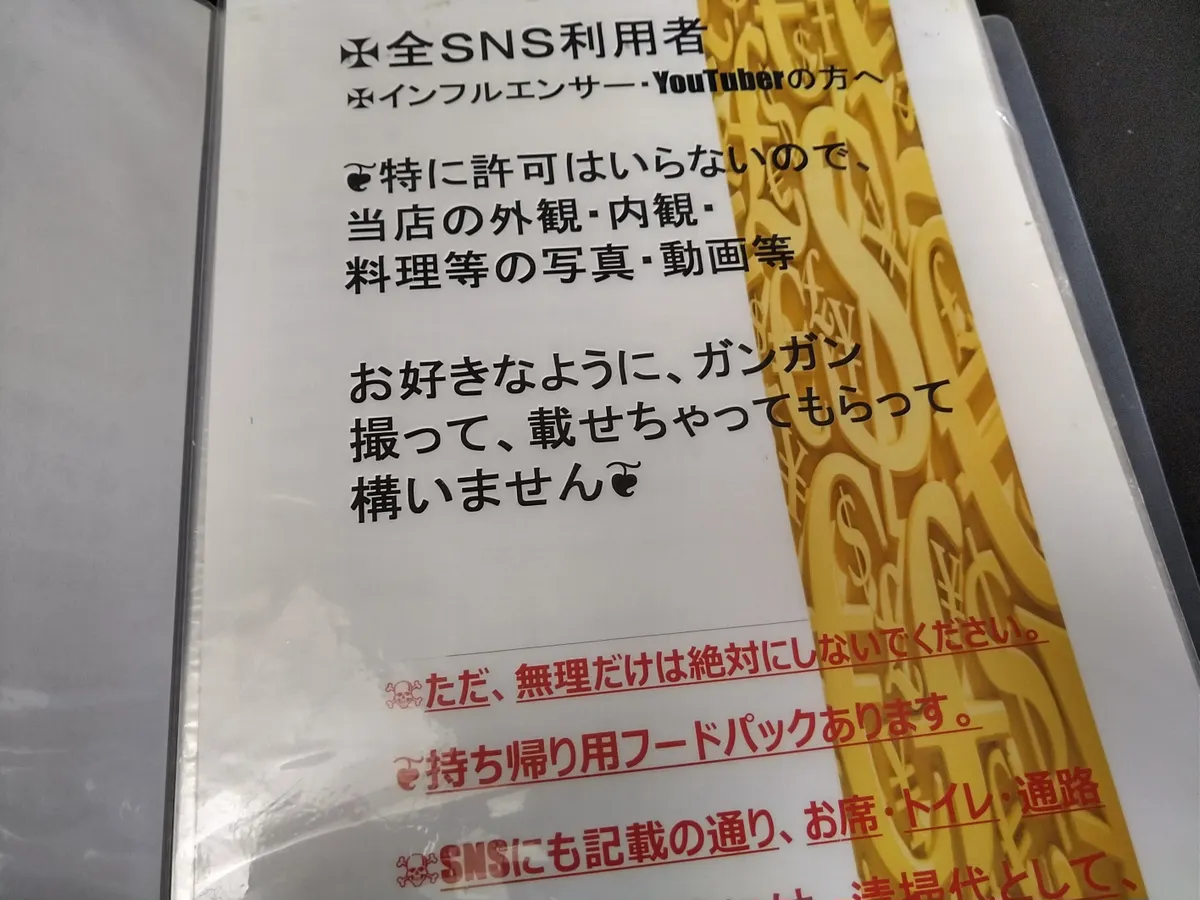 ✠全SNS利用者
✠インフルエンサー・YouTuberの方へ
❦特に許可はいらないので、
当店の外観・内観・
料理等の写真・動画等
お好きなように、ガンガン
撮って、載せちゃってもらって
構いません❦
☠ただ、無理だけは絶対にしないでください。
❦持ち帰り用フードパックあります。
☠SNSにも記載の通り、お席・トイレ・通路
は、清掃代として、